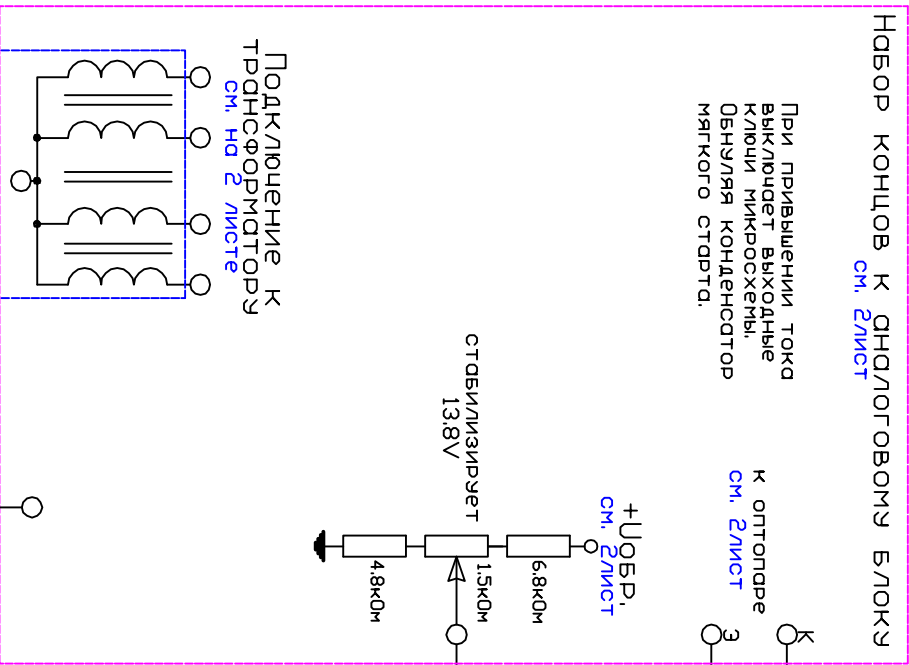 Набор концов к аналоговому блоку
см. 2лист
При привышении тока
выключает выходные
ключи микросхемы.
Обнуляя конденсатор
мягкого старта.
к оптопаре
см. 2лист
К
Э
Подключение к
трансформатору
см. на 2 листе
стабилизирует
13.8V
+Uобр.
см. 2лист
6.8кОм
1.5кОм
4.8кОм